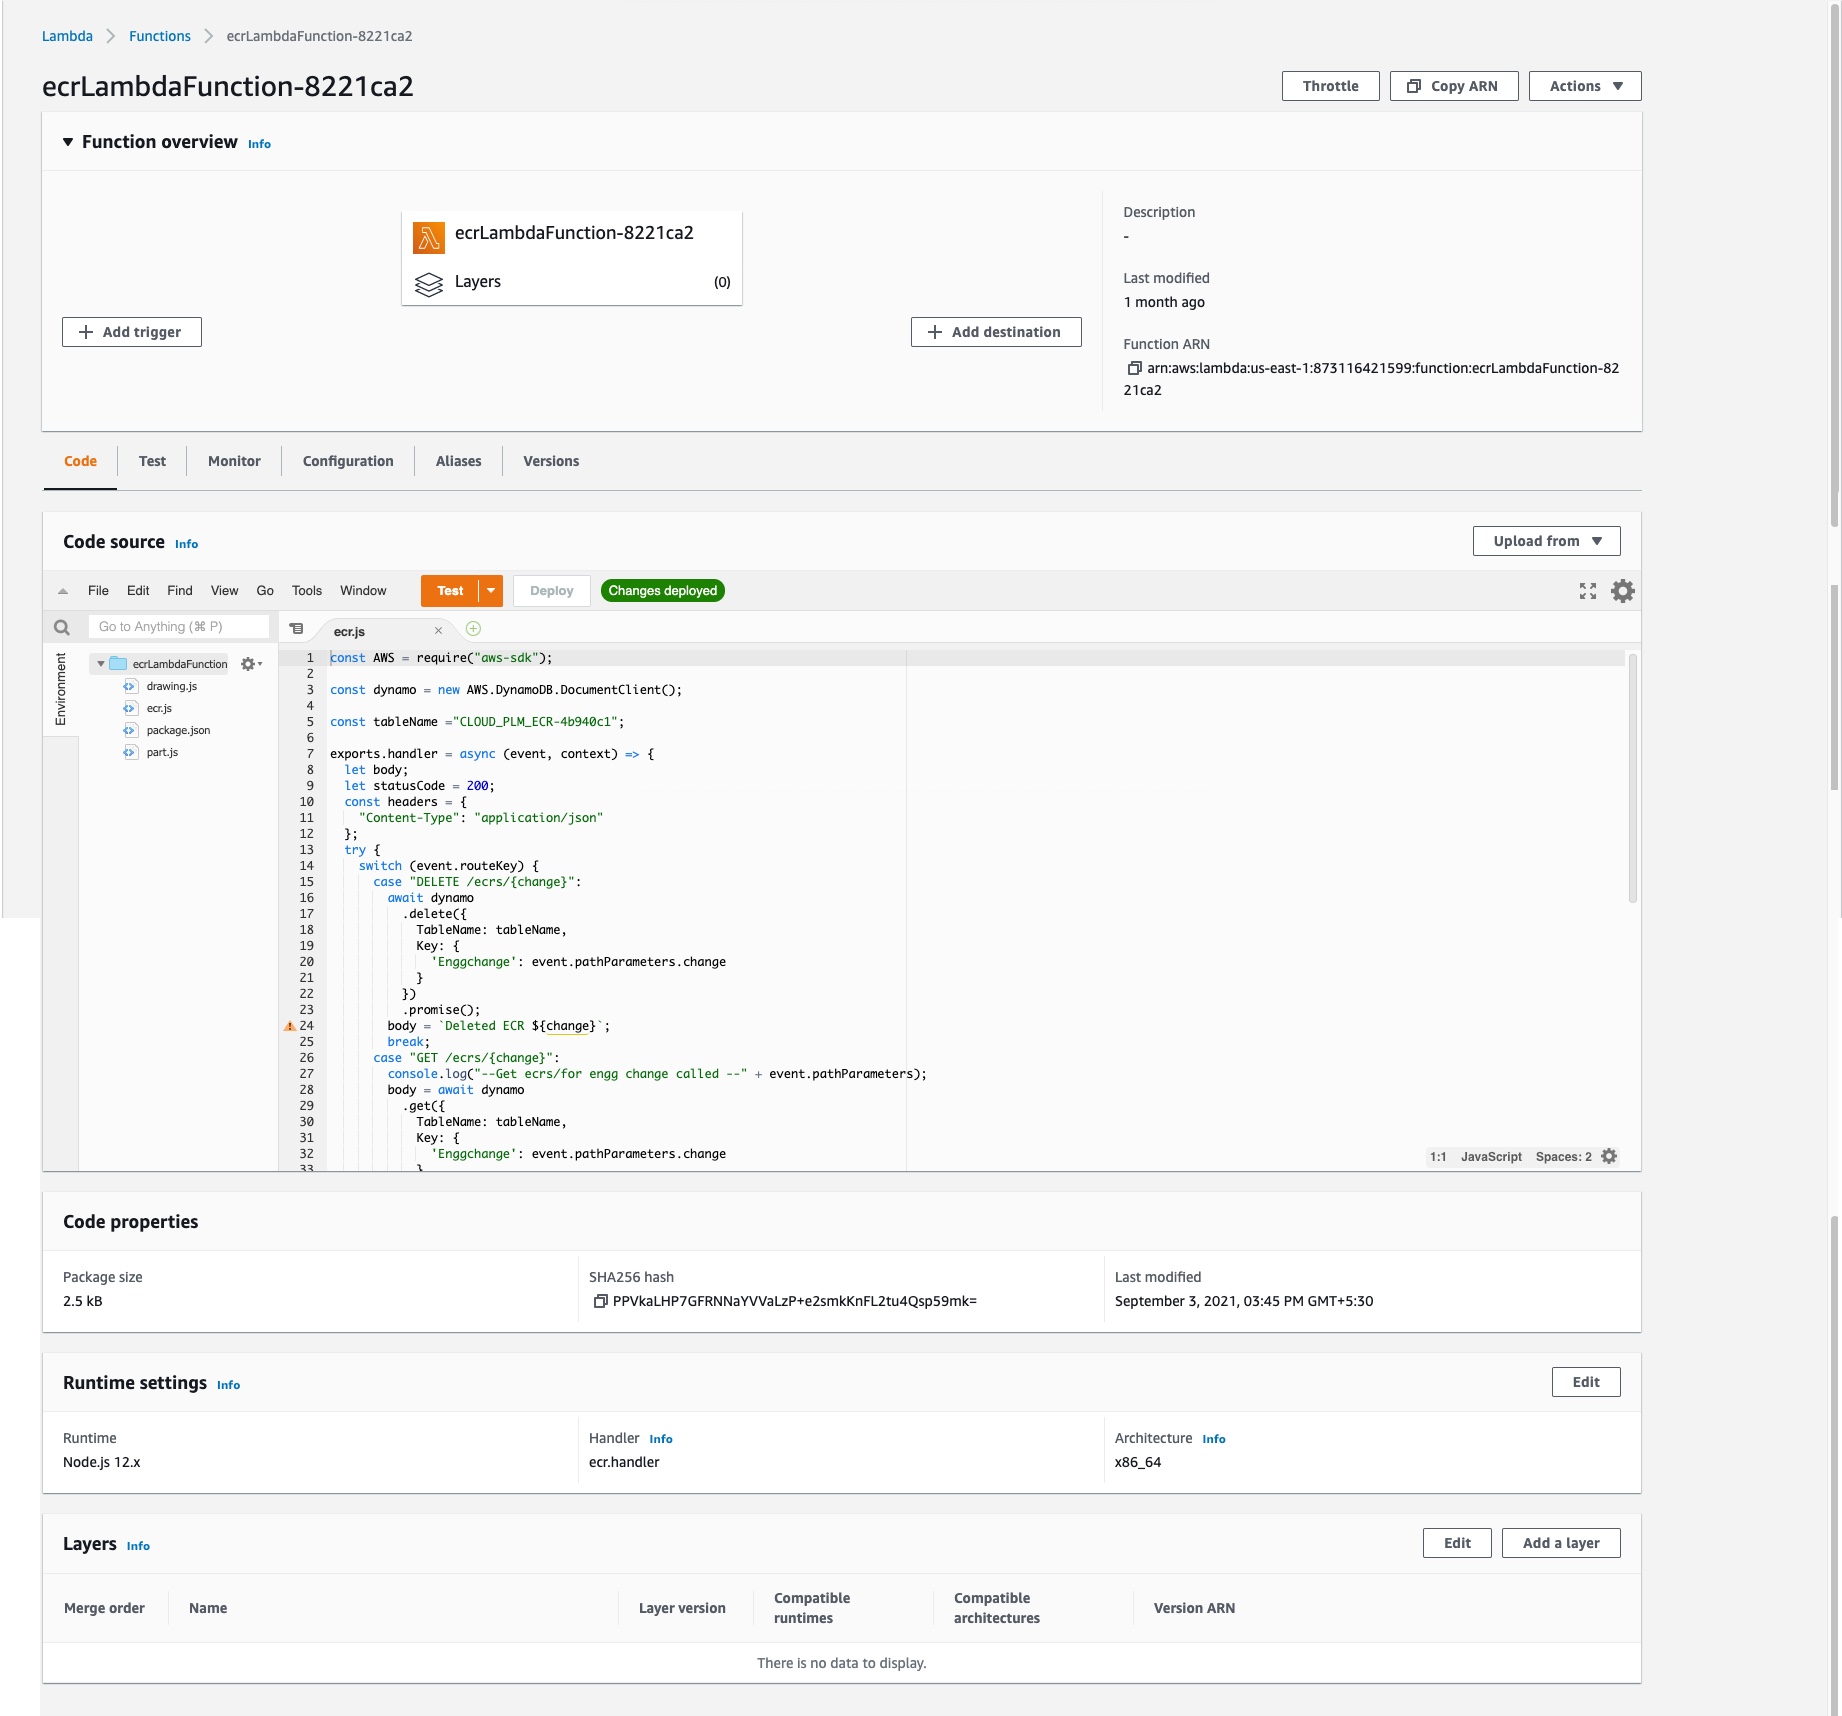 Lambda > Functions > ecrLambdaFunction-8221ca2
ecrLambdaFunction-8221ca2
Throttle Copy ARN Actions ▼
▼ Function overview Info
ecrLambdaFunction-8221ca2
Layers (0)
+ Add trigger
+ Add destination
Description
-
Last modified
1 month ago
Function ARN
arn:aws:lambda:us-east-1:873116421599:function:ecrLambdaFunction-82
21ca2
Code Test Monitor Configuration Aliases Versions
Code source Info
Upload from ▼
File Edit Find View Go Tools Window Test Deploy Changes deployed
Go to Anything (⌘ P)
Environment
ecrLambdaFunction
drawing.js
ecr.js
package.json
part.js
ecr.js ×
1 const AWS = require("aws-sdk");
2
3 const dynamo = new AWS.DynamoDB.DocumentClient();
4
5 const tableName ="CLOUD_PLM_ECR-4b940c1";
6
7 exports.handler = async (event, context) => {
8   let body;
9   let statusCode = 200;
10   const headers = {
11     "Content-Type": "application/json"
12   };
13   try {
14     switch (event.routeKey) {
15       case "DELETE /ecrs/{change}":
16         await dynamo
17           .delete({
18             TableName: tableName,
19             Key: {
20               'Enggchange': event.pathParameters.change
21             }
22           })
23           .promise();
24         body = `Deleted ECR ${change}`;
25         break;
26       case "GET /ecrs/{change}":
27         console.log("--Get ecrs/for engg change called --" + event.pathParameters);
28         body = await dynamo
29           .get({
30             TableName: tableName,
31             Key: {
32               'Enggchange': event.pathParameters.change
33             }
1:1 JavaScript Spaces: 2
Code properties
Package size
2.5 kB
SHA256 hash
PPVkaLHP7GFRNNaYVVaLzP+e2smkKnFL2tu4Qsp59mk=
Last modified
September 3, 2021, 03:45 PM GMT+5:30
Runtime settings Info
Edit
Runtime
Node.js 12.x
Handler Info
ecr.handler
Architecture Info
x86_64
Layers Info
Edit Add a layer
Merge order Name Layer version Compatible runtimes Compatible architectures Version ARN
There is no data to display.